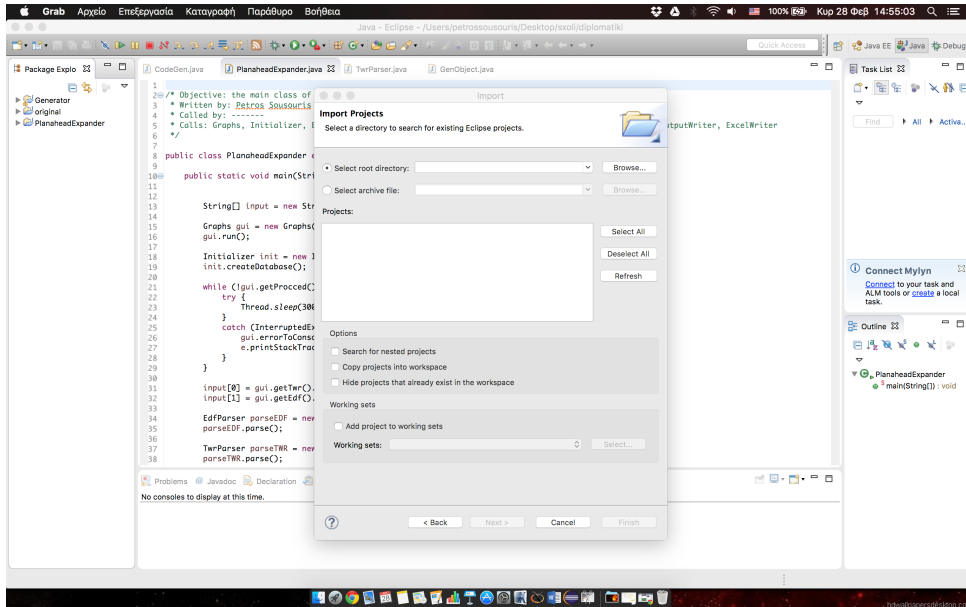 Grab Αρχείο Επεξεργασία Καταγραφή Παράθυρο Βοήθεια 100% Κυρ 28 Φεβ 14:55:03
Java - Eclipse - /Users/petrossousouris/Desktop/sxoli/diplomatiki
Quick Access Java EE Java Debug
Package Explo
Generator
original
PlanaheadExpander
CodeGen.java PlanaheadExpander.java TwrParser.java GenObject.java
1
2 /* Objective: the main class of
3 * Written by: Petros Sousouris
4 * Called by: -------
5 * Calls: Graphs, Initializer, tputWriter, ExcelWriter
6 */
7
8 public class PlanaheadExpander
9
10 public static void main(Stri
11
12
13 String[] input = new Str
14
15 Graphs gui = new Graphs(
16 gui.run();
17
18 Initializer init = new
19 init.createDatabase();
20
21 while (!gui.getProcced()
22 try {
23 Thread.sleep(300
24 }
25 catch (InterruptedEx
26 gui.errorToConso
27 e.printStackTrac
28 }
29 }
30
31 input[0] = gui.getTwr().
32 input[1] = gui.getEdf().
33
34 EdfParser parseEDF = new
35 parseEDF.parse();
36
37 TwrParser parseTWR = new
38 parseTWR.parse();
Import
Import Projects
Select a directory to search for existing Eclipse projects.
Select root directory: Browse...
Select archive file: Browse...
Projects:
Select All
Deselect All
Refresh
Options
Search for nested projects
Copy projects into workspace
Hide projects that already exist in the workspace
Working sets
Add project to working sets
Working sets: Select...
? < Back Next > Cancel Finish
Problems @ Javadoc Declaration
No consoles to display at this time.
Task List
Find All Activa..
Connect Mylyn
Connect to your task and
ALM tools or create a local
task.
Outline
PlanaheadExpander
main(String[]) : void
hdwallpapersdesktop.co